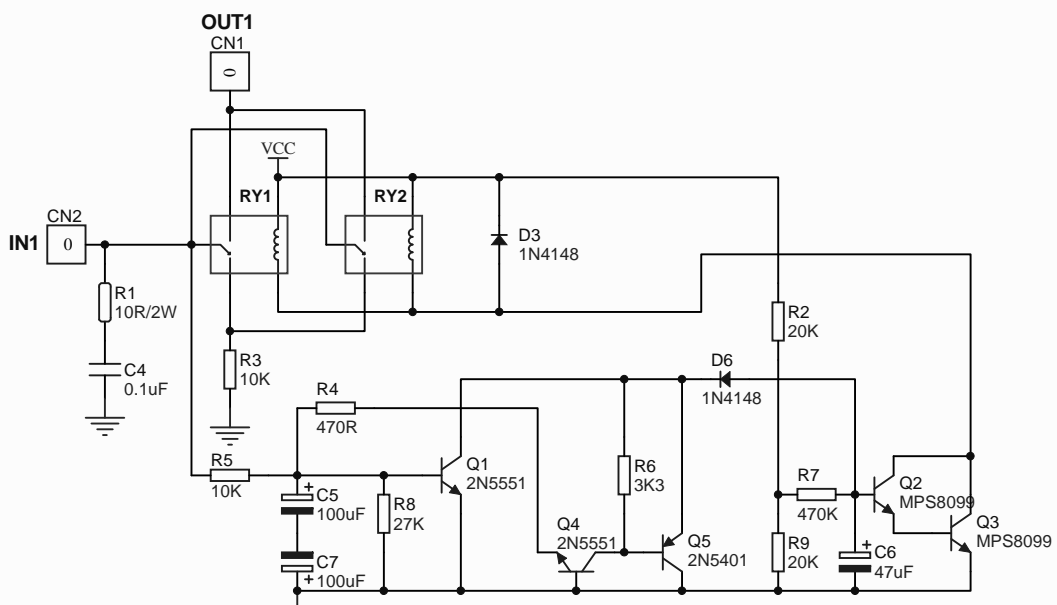 OUT1
CN1
0
VCC
RY1
RY2
CN2
IN1
0
D3
1N4148
R1
10R/2W
R2
20K
C4
0.1uF
R3
10K
D6
1N4148
R4
470R
R5
10K
Q1
2N5551
R6
3K3
R7
470K
Q2
MPS8099
C5
100uF
R8
27K
Q4
2N5551
Q5
2N5401
Q3
MPS8099
R9
20K
C6
47uF
C7
100uF
+
+
+